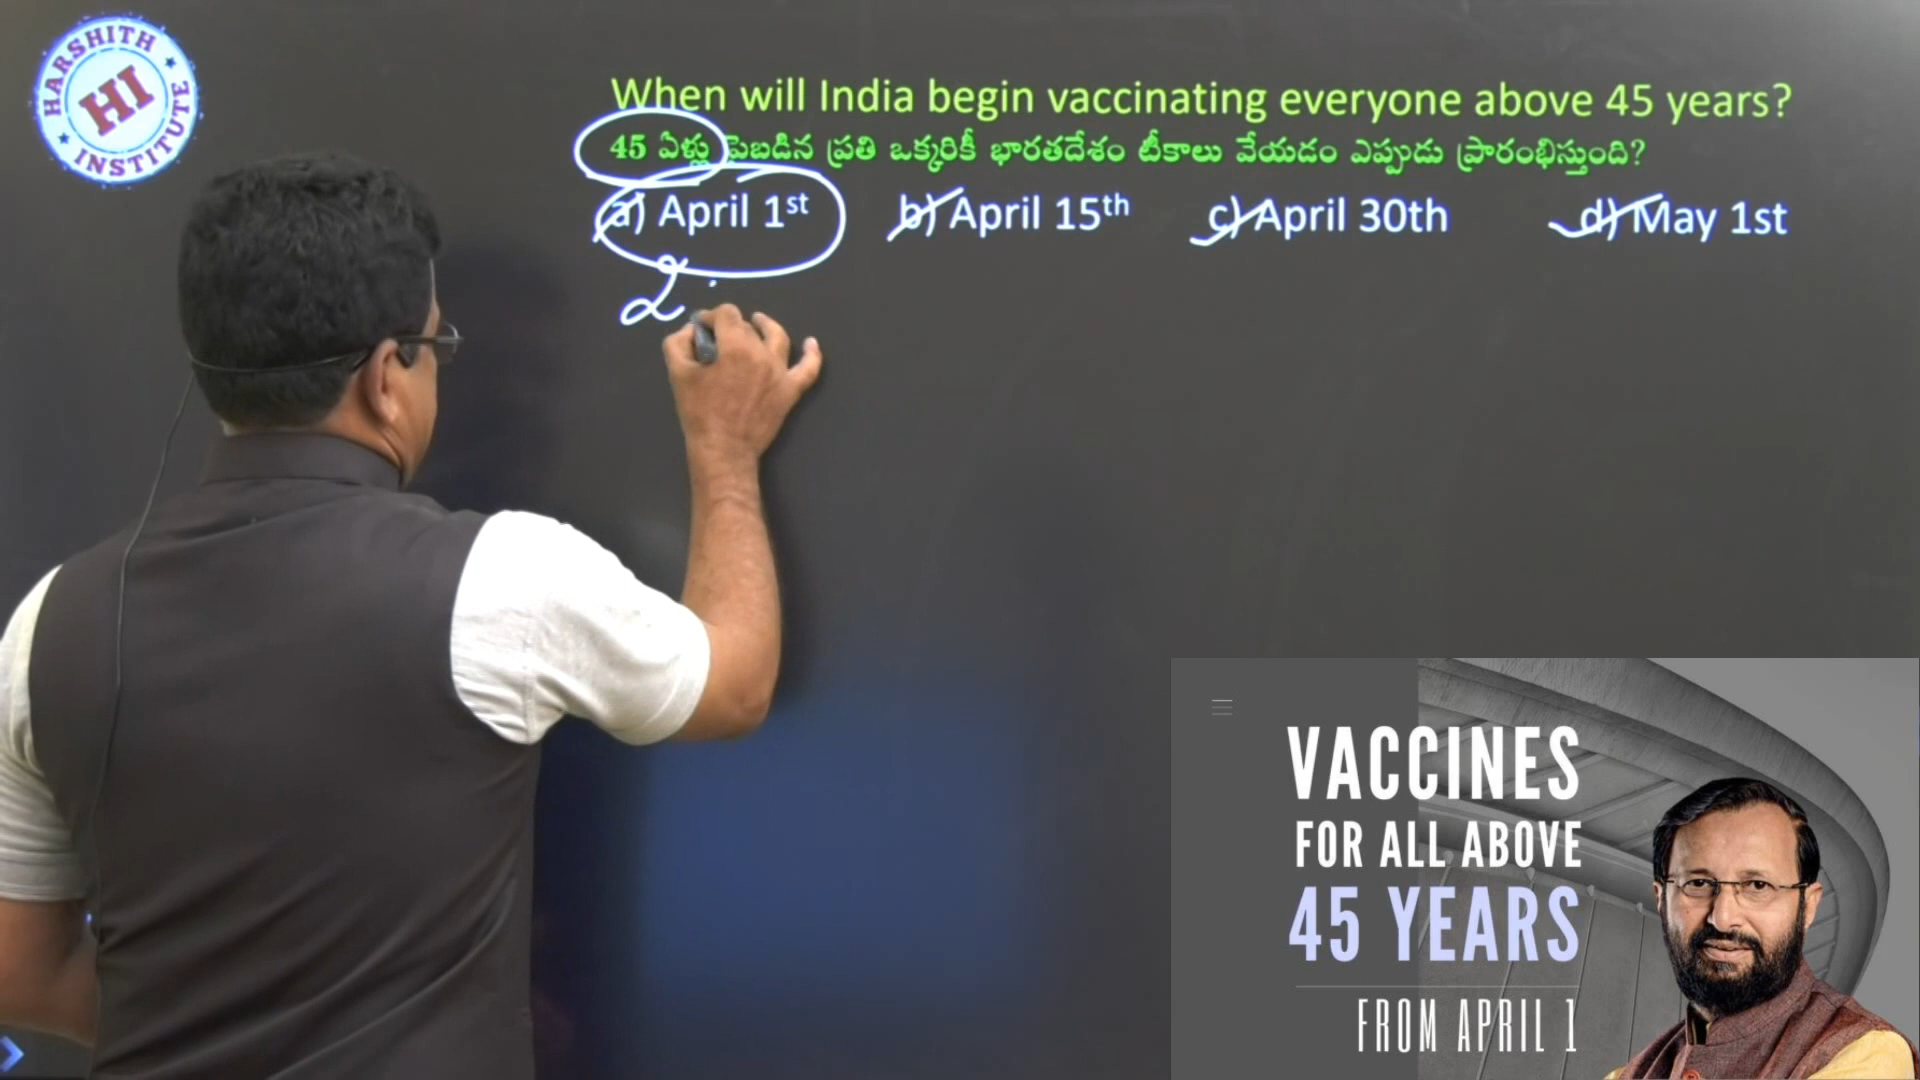 HARSHITH
HI
INSTITUTE
When will India begin vaccinating everyone above 45 years?
45 ఏళ్లు పైబడిన ప్రతి ఒక్కరికీ భారతదేశం టీకాలు వేయడం ఎప్పుడు ప్రారంభిస్తుంది?
a) April 1st b) April 15th c) April 30th d) May 1st
2
VACCINES
FOR ALL ABOVE
45 YEARS
FROM APRIL 1